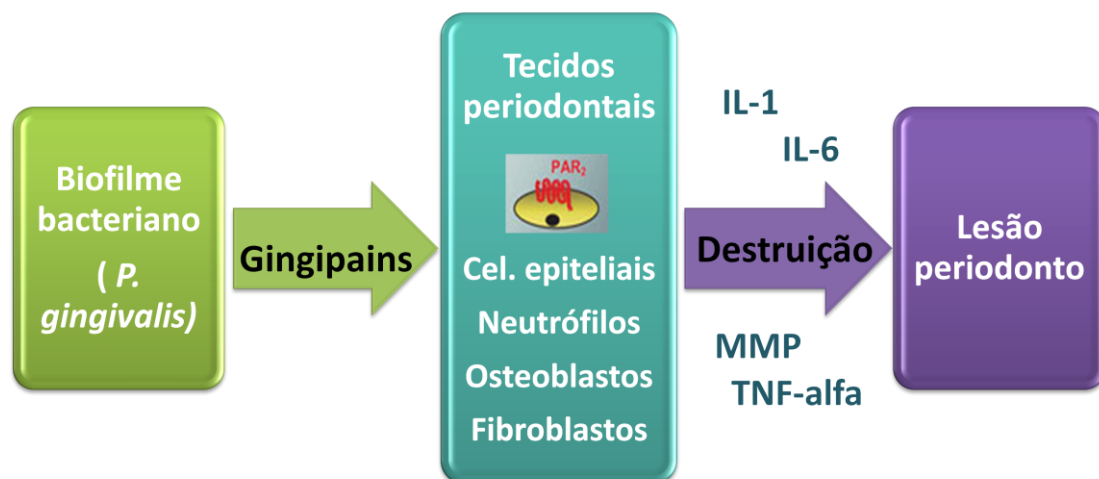 Biofilme
bacteriano
( P.
gingivalis)
Gingipains
Tecidos
periodontais
PAR2
Cel. epiteliais
Neutrófilos
Osteoblastos
Fibroblastos
IL-1
IL-6
Destruição
MMP
TNF-alfa
Lesão
periodonto